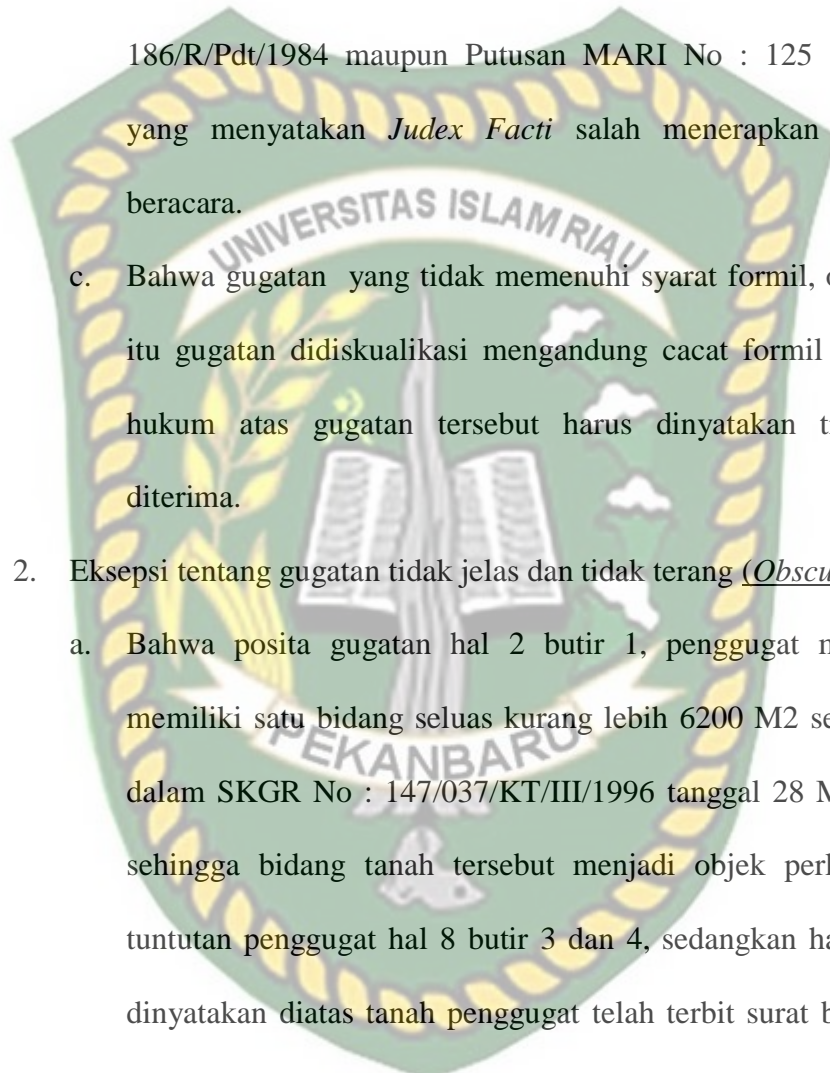 186/R/Pdt/1984 maupun Putusan MARI No : 125
yang menyatakan Judex Facti salah menerapkan
beracara.
UNIVERSITAS ISLAM RIAU
c. Bahwa gugatan yang tidak memenuhi syarat formil,
itu gugatan didiskualikasi mengandung cacat formil
hukum atas gugatan tersebut harus dinyatakan
diterima.
2. Eksepsi tentang gugatan tidak jelas dan tidak terang (Obscu
a. Bahwa posita gugatan hal 2 butir 1, penggugat
memiliki satu bidang seluas kurang lebih 6200 M2
PEKANBARU
dalam SKGR No : 147/037/KT/III/1996 tanggal 28
sehingga bidang tanah tersebut menjadi objek
tuntutan penggugat hal 8 butir 3 dan 4, sedangkan
dinyatakan diatas tanah penggugat telah terbit surat